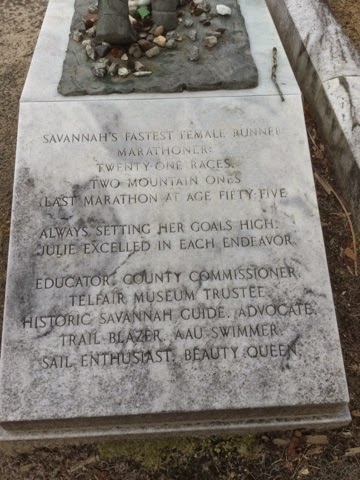 SAVANNAH'S FASTEST FEMALE RUNNER
MARATHONER:
TWENTY-ONE RACES.
TWO MOUNTAIN ONES
(LAST MARATHON AT AGE FIFTY-FIVE
ALWAYS SETTING HER GOALS HIGH:
JULIE EXCELLED IN EACH ENDEAVOR.
EDUCATOR. COUNTY COMMISSIONER.
TELFAIR MUSEUM TRUSTEE.
HISTORIC SAVANNAH GUIDE. ADVOCATE.
TRAIL BLAZER. AAU SWIMMER.
SAIL ENTHUSIAST. BEAUTY QUEEN.